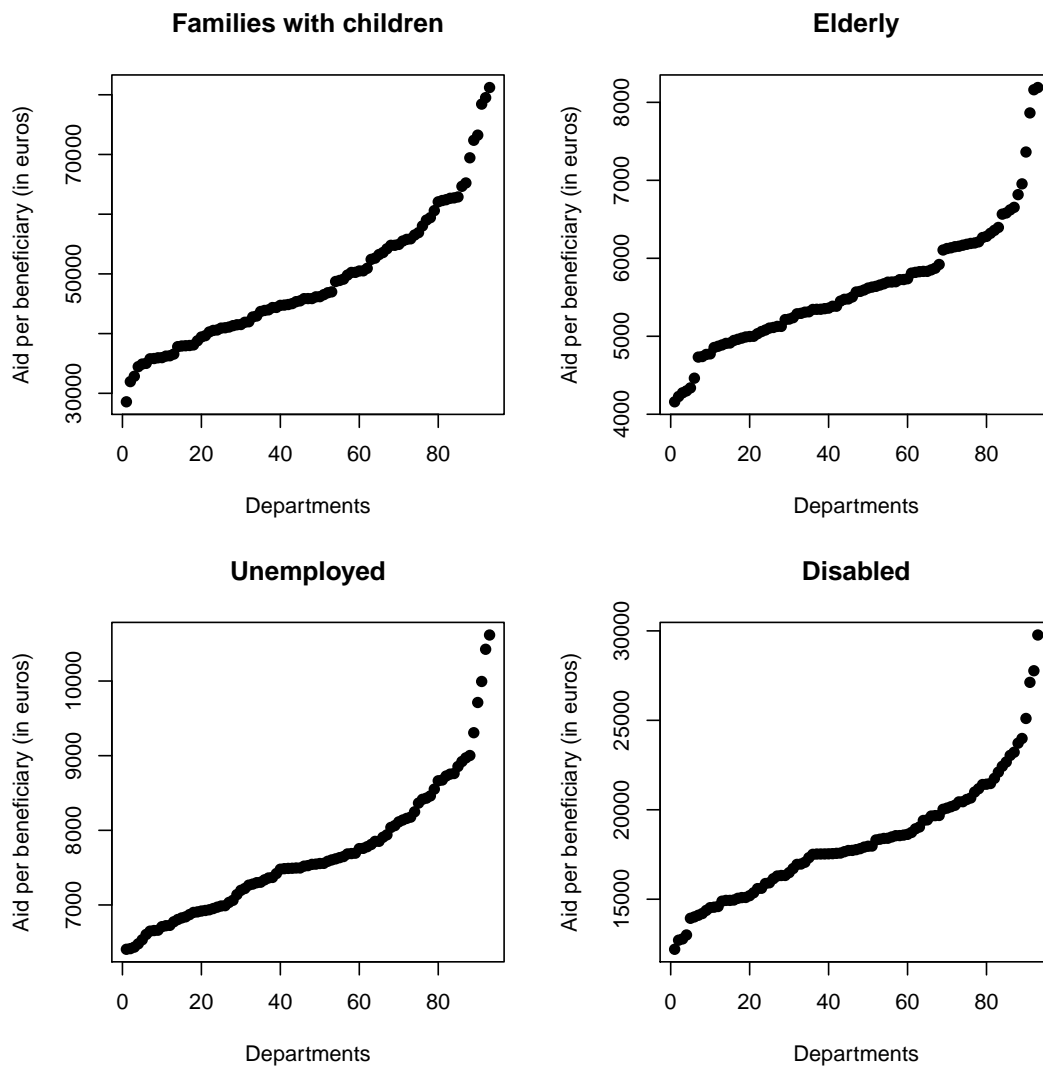 Families with children
Aid per beneficiary (in euros)
70000
50000
30000
0 20 40 60 80
Departments
Elderly
Aid per beneficiary (in euros)
8000
7000
6000
5000
4000
0 20 40 60 80
Departments
Unemployed
Aid per beneficiary (in euros)
10000
9000
8000
7000
0 20 40 60 80
Departments
Disabled
Aid per beneficiary (in euros)
30000
25000
20000
15000
0 20 40 60 80
Departments